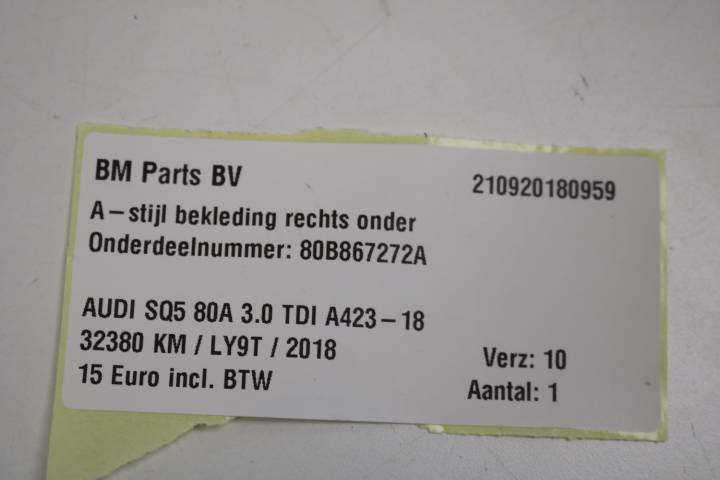 BM Parts BV 210920180959
A-stijl bekleding rechts onder
Onderdeelnummer: 80B867272A
AUDI SQ5 80A 3.0 TDI A423-18
32380 KM / LY9T / 2018 Verz: 10
15 Euro incl. BTW Aantal: 1